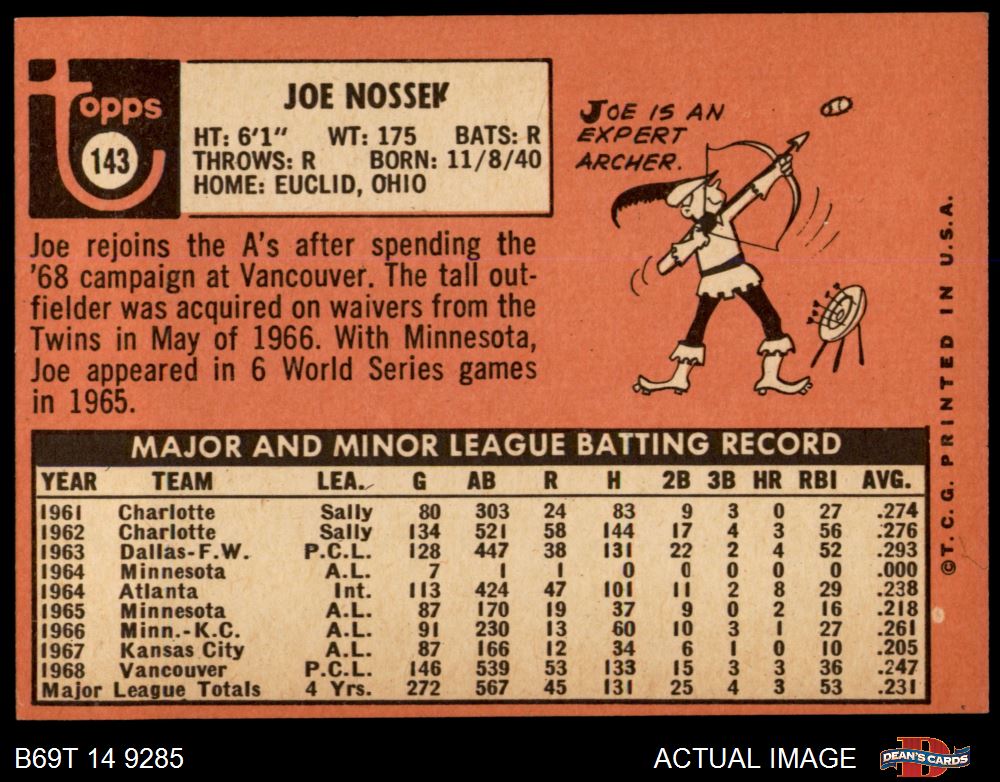 Topps
143
JOE NOSSEK
HT: 6'1" WT: 175 BATS: R
THROWS: R BORN: 11/8/40
HOME: EUCLID, OHIO
JOE IS AN
EXPERT
ARCHER.
Joe rejoins the A's after spending the
'68 campaign at Vancouver. The tall out-
fielder was acquired on waivers from the
Twins in May of 1966. With Minnesota,
Joe appeared in 6 World Series games
in 1965.
MAJOR AND MINOR LEAGUE BATTING RECORD
YEAR TEAM LEA. G AB R H 2B 3B HR RBI AVG.
1961 Charlotte Sally 80 303 24 83 9 3 0 27 .274
1962 Charlotte Sally 134 521 58 144 17 4 3 56 .276
1963 Dallas-F.W. P.C.L. 128 447 38 131 22 2 4 52 .293
1964 Minnesota A.L. 7 1 1 0 0 0 0 0 .000
1964 Atlanta Int. 113 424 47 101 11 2 8 29 .238
1965 Minnesota A.L. 87 170 19 37 9 0 2 16 .218
1966 Minn.-K.C. A.L. 91 230 13 60 10 3 1 27 .261
1967 Kansas City A.L. 87 166 12 34 6 1 0 10 .205
1968 Vancouver P.C.L. 146 539 53 133 15 3 3 36 .247
Major League Totals 4 Yrs. 272 567 45 131 25 4 3 53 .231
©T.C.G. PRINTED IN U.S.A.
B69T 14 9285
ACTUAL IMAGE
DEAN'S CARDS